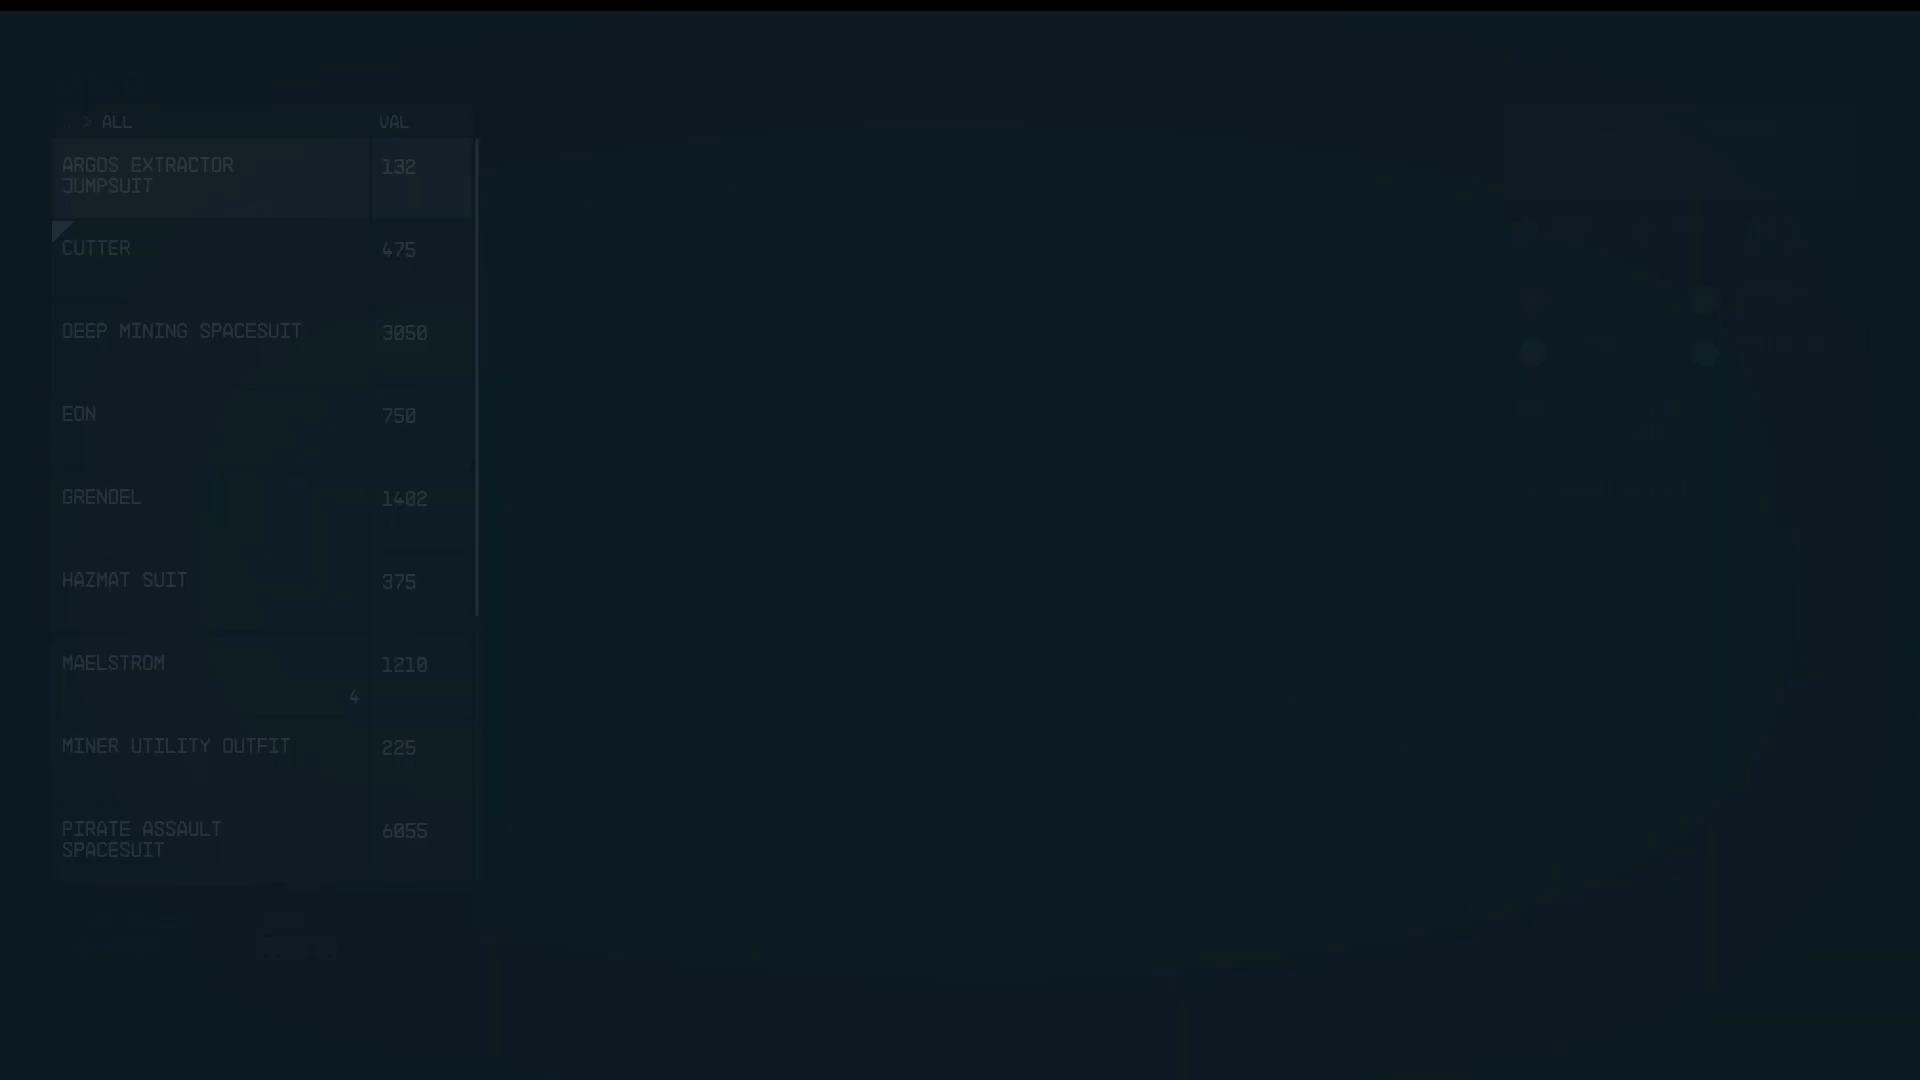 .. > ALL VAL
ARGOS EXTRACTOR JUMPSUIT 132
CUTTER 475
DEEP MINING SPACESUIT 3050
EON 750
GRENDEL 1402
HAZMAT SUIT 375
MAELSTROM 1210
4
MINER UTILITY OUTFIT 225
PIRATE ASSAULT SPACESUIT 6055